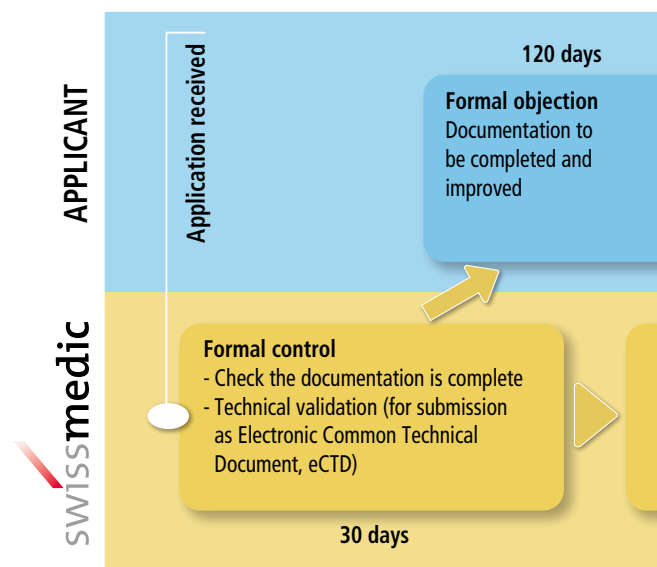 APPLICANT
Application received
120 days
Formal objection
Documentation to
be completed and
improved
swissmedic
Formal control
- Check the documentation is complete
- Technical validation (for submission
as Electronic Common Technical
Document, eCTD)
30 days